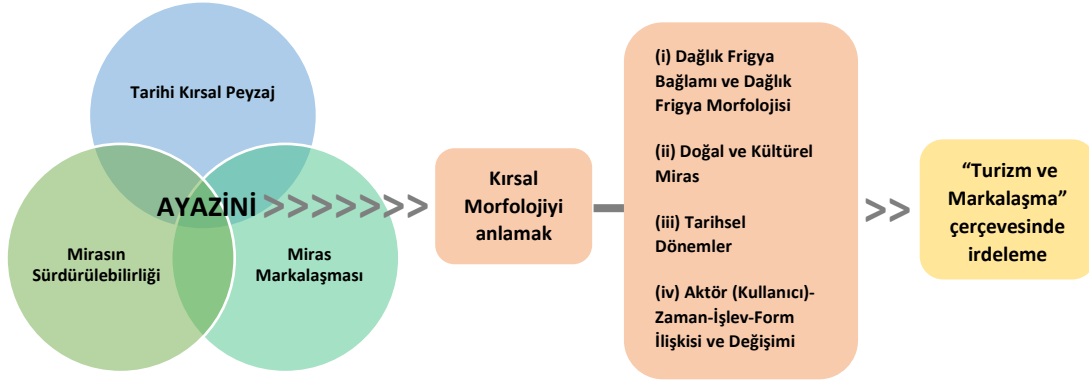 Tarihi Kırsal Peyzaj
Mirasın
Sürdürülebilirliği
Miras
Markalaşması
AYAZİNİ >>>>>>>
Kırsal
Morfolojiyi
anlamak
(i) Dağlık Frigya
Bağlamı ve Dağlık
Frigya Morfolojisi
(ii) Doğal ve Kültürel
Miras
(iii) Tarihsel
Dönemler
(iv) Aktör (Kullanıcı)-
Zaman-İşlev-Form
İlişkisi ve Değişimi
>>
“Turizm ve
Markalaşma”
çerçevesinde
irdeleme